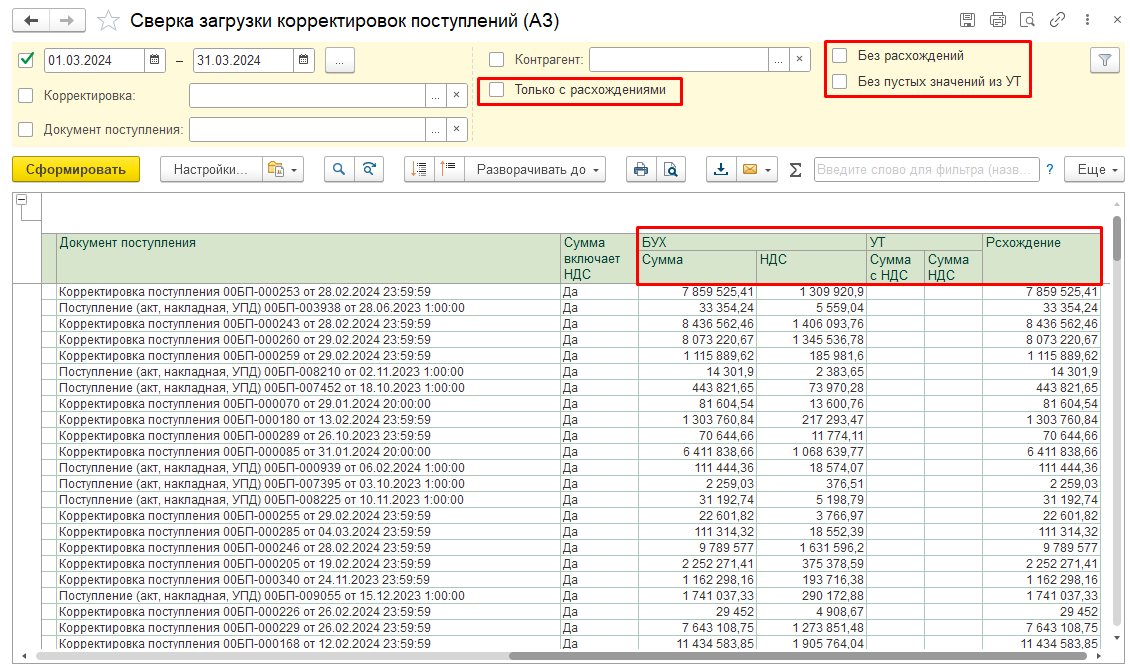 Сверка загрузки корректировок поступлений (АЗ)
01.03.2024 – 31.03.2024 ... Контрагент: ... × Без расхождений
Корректировка: ... × Только с расхождениями Без пустых значений из УТ
Документ поступления: ... ×
Сформировать Настройки... Разворачивать до Σ Введите слово для фильтра (назв... ? Еще
Документ поступления Сумма включает НДС БУХ УТ Рсхождение
Сумма НДС Сумма с НДС Сумма НДС
Корректировка поступления 00БП-000253 от 28.02.2024 23:59:59 Да 7 859 525,41 1 309 920,9 7 859 525,41
Поступление (акт, накладная, УПД) 00БП-003938 от 28.06.2023 1:00:00 Да 33 354,24 5 559,04 33 354,24
Корректировка поступления 00БП-000243 от 28.02.2024 23:59:59 Да 8 436 562,46 1 406 093,76 8 436 562,46
Корректировка поступления 00БП-000260 от 29.02.2024 23:59:59 Да 8 073 220,67 1 345 536,78 8 073 220,67
Корректировка поступления 00БП-000259 от 29.02.2024 23:59:59 Да 1 115 889,62 185 981,6 1 115 889,62
Поступление (акт, накладная, УПД) 00БП-008210 от 02.11.2023 1:00:00 Да 14 301,9 2 383,65 14 301,9
Поступление (акт, накладная, УПД) 00БП-007452 от 18.10.2023 1:00:00 Да 443 821,65 73 970,28 443 821,65
Корректировка поступления 00БП-000070 от 29.01.2024 20:00:00 Да 81 604,54 13 600,76 81 604,54
Корректировка поступления 00БП-000180 от 13.02.2024 23:59:59 Да 1 303 760,84 217 293,47 1 303 760,84
Корректировка поступления 00БП-000289 от 26.10.2023 23:59:59 Да 70 644,66 11 774,11 70 644,66
Корректировка поступления 00БП-000085 от 31.01.2024 20:00:00 Да 6 411 838,66 1 068 639,77 6 411 838,66
Поступление (акт, накладная, УПД) 00БП-000939 от 06.02.2024 1:00:00 Да 111 444,36 18 574,07 111 444,36
Поступление (акт, накладная, УПД) 00БП-007395 от 03.10.2023 1:00:00 Да 2 259,03 376,51 2 259,03
Поступление (акт, накладная, УПД) 00БП-008225 от 10.11.2023 1:00:00 Да 31 192,74 5 198,79 31 192,74
Корректировка поступления 00БП-000255 от 29.02.2024 23:59:59 Да 22 601,82 3 766,97 22 601,82
Корректировка поступления 00БП-000285 от 04.03.2024 23:59:59 Да 111 314,32 18 552,39 111 314,32
Корректировка поступления 00БП-000246 от 28.02.2024 23:59:59 Да 9 789 577 1 631 596,2 9 789 577
Корректировка поступления 00БП-000205 от 19.02.2024 23:59:59 Да 2 252 271,41 375 378,59 2 252 271,41
Корректировка поступления 00БП-000340 от 24.11.2023 23:59:59 Да 1 162 298,16 193 716,38 1 162 298,16
Поступление (акт, накладная, УПД) 00БП-009055 от 15.12.2023 1:00:00 Да 1 741 037,33 290 172,88 1 741 037,33
Корректировка поступления 00БП-000226 от 26.02.2024 23:59:59 Да 29 452 4 908,67 29 452
Корректировка поступления 00БП-000229 от 26.02.2024 23:59:59 Да 7 643 108,75 1 273 851,48 7 643 108,75
Корректировка поступления 00БП-000168 от 12.02.2024 23:59:59 Да 11 434 583,85 1 905 764,04 11 434 583,85